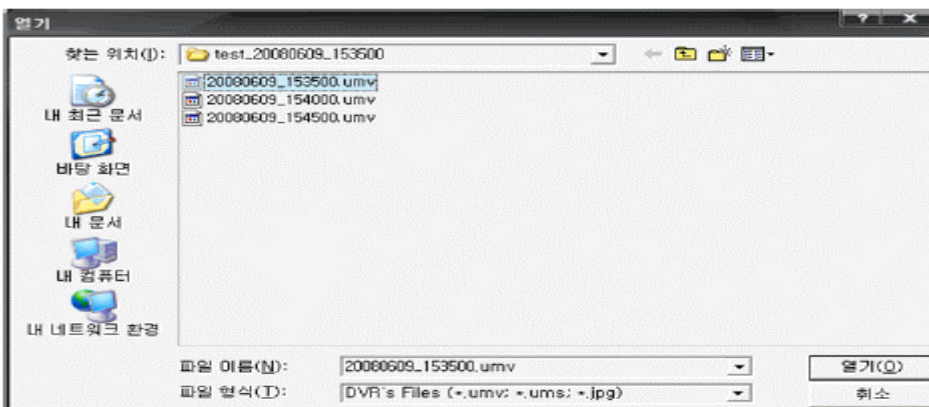 열기
찾는 위치(I): test_20080609_153500
20080609_153500.umv
20080609_154000.umv
20080609_154500.umv
내 최근 문서
바탕 화면
내 문서
내 컴퓨터
내 네트워크 환경
파일 이름(N): 20080609_153500.umv 열기(O)
파일 형식(T): DVR's Files (*.umv; *.ums; *.jpg) 취소